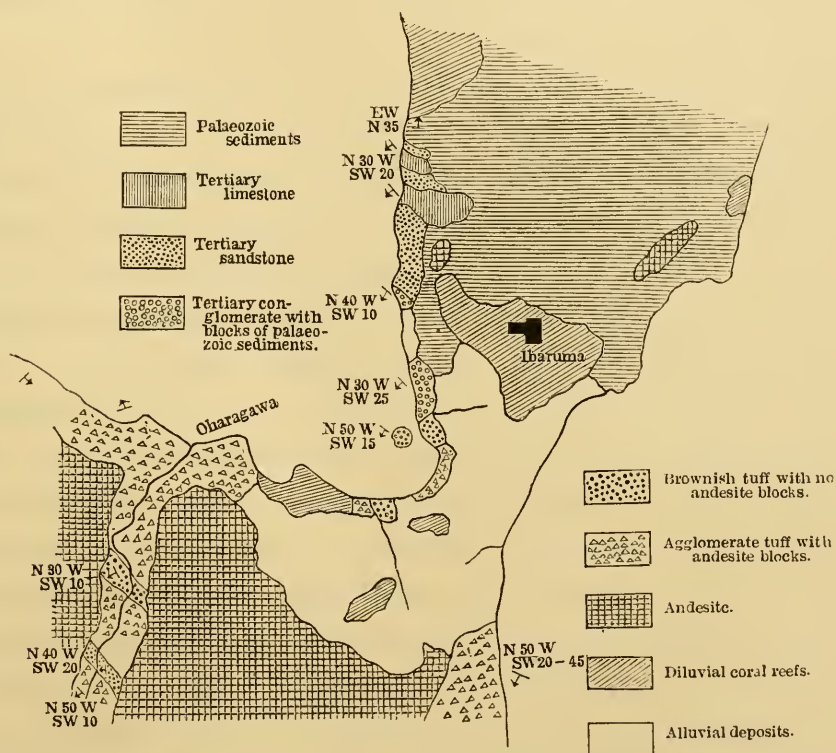 Palaeozoic
sediments
Tertiary
limestone
Tertiary
sandstone
Tertiary con-
glomerate with
blocks of palaeo-
zoic sediments.
EW
N 35
N 30 W
SW 20
N 40 W
SW 10
Ibaruma
N 30 W
SW 25
N 50 W
SW 15
Oharagawa
N 80 W
SW 10
N 40 W
SW 20
N 50 W
SW 10
N 50 W
SW 20-45
Brownish tuff with no
andesite blocks.
Agglomerate tuff with
andesite blocks.
Andesite.
Diluvial coral reefs.
Alluvial deposits.